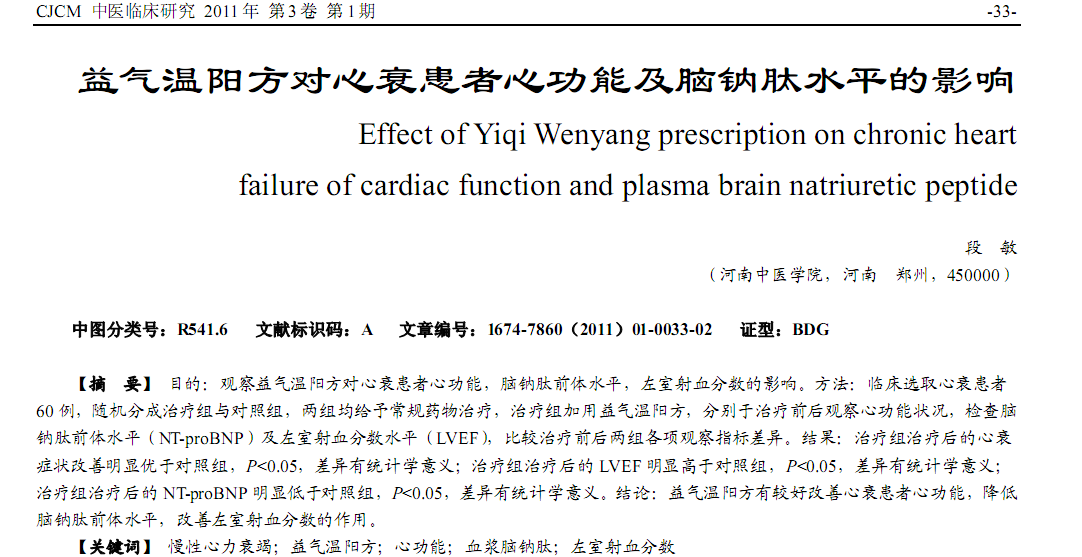 CJCM 中医临床研究 2011年 第3卷 第1期 -33-
益气温阳方对心衰患者心功能及脑钠肽水平的影响
Effect of Yiqi Wenyang prescription on chronic heart
failure of cardiac function and plasma brain natriuretic peptide
段 敏
（河南中医学院，河南 郑州，450000）
中图分类号：R541.6 文献标识码：A 文章编号：1674-7860（2011）01-0033-02 证型：BDG
【摘 要】目的：观察益气温阳方对心衰患者心功能，脑钠肽前体水平，左室射血分数的影响。方法：临床选取心衰患者
60例，随机分成治疗组与对照组，两组均给予常规药物治疗，治疗组加用益气温阳方，分别于治疗前后观察心功能状况，检查脑
钠肽前体水平（NT-proBNP）及左室射血分数水平（LVEF），比较治疗前后两组各项观察指标差异。结果：治疗组治疗后的心衰
症状改善明显优于对照组，P<0.05，差异有统计学意义；治疗组治疗后的 LVEF 明显高于对照组，P<0.05，差异有统计学意义；
治疗组治疗后的 NT-proBNP 明显低于对照组，P<0.05，差异有统计学意义。结论：益气温阳方有较好改善心衰患者心功能，降低
脑钠肽前体水平，改善左室射血分数的作用。
【关键词】慢性心力衰竭；益气温阳方；心功能；血浆脑钠肽；左室射血分数